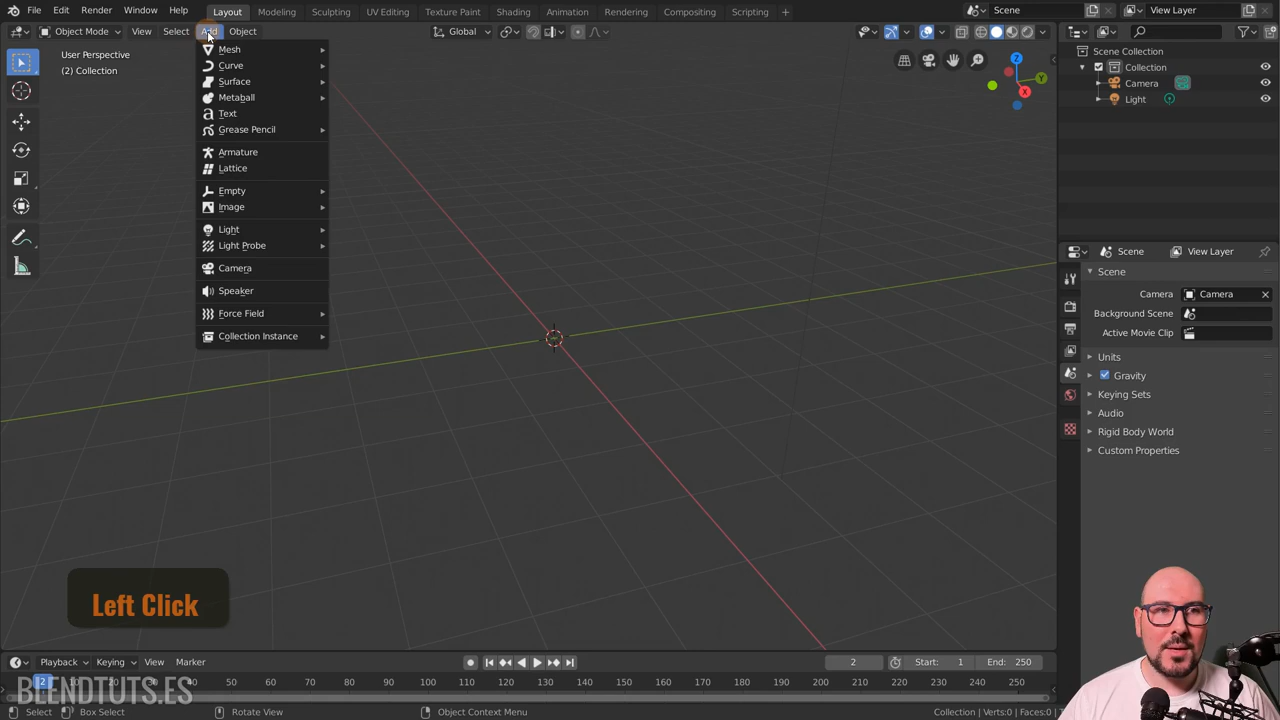 File Edit Render Window Help Layout Modeling Sculpting UV Editing Texture Paint Shading Animation Rendering Compositing Scripting + Scene View Layer
Object Mode View Select Add Object Global
User Perspective
(2) Collection
Mesh
Curve
Surface
Metaball
Text
Grease Pencil
Armature
Lattice
Empty
Image
Light
Light Probe
Camera
Speaker
Force Field
Collection Instance
Z
Y
X
Scene Collection
Collection
Camera
Light
Scene View Layer
Scene
Camera Camera
Background Scene
Active Movie Clip
Units
Gravity
Keying Sets
Audio
Rigid Body World
Custom Properties
Left Click
Playback Keying View Marker 2 Start: 1 End: 250
2 10 20 30 40 50 60 70 80 90 100 110 120 130 140 150 160 170 180 190 200 210 220 230 240 250
BLENDTUTS.ES
Select Box Select Rotate View Object Context Menu Collection | Verts:0 | Faces:0 |